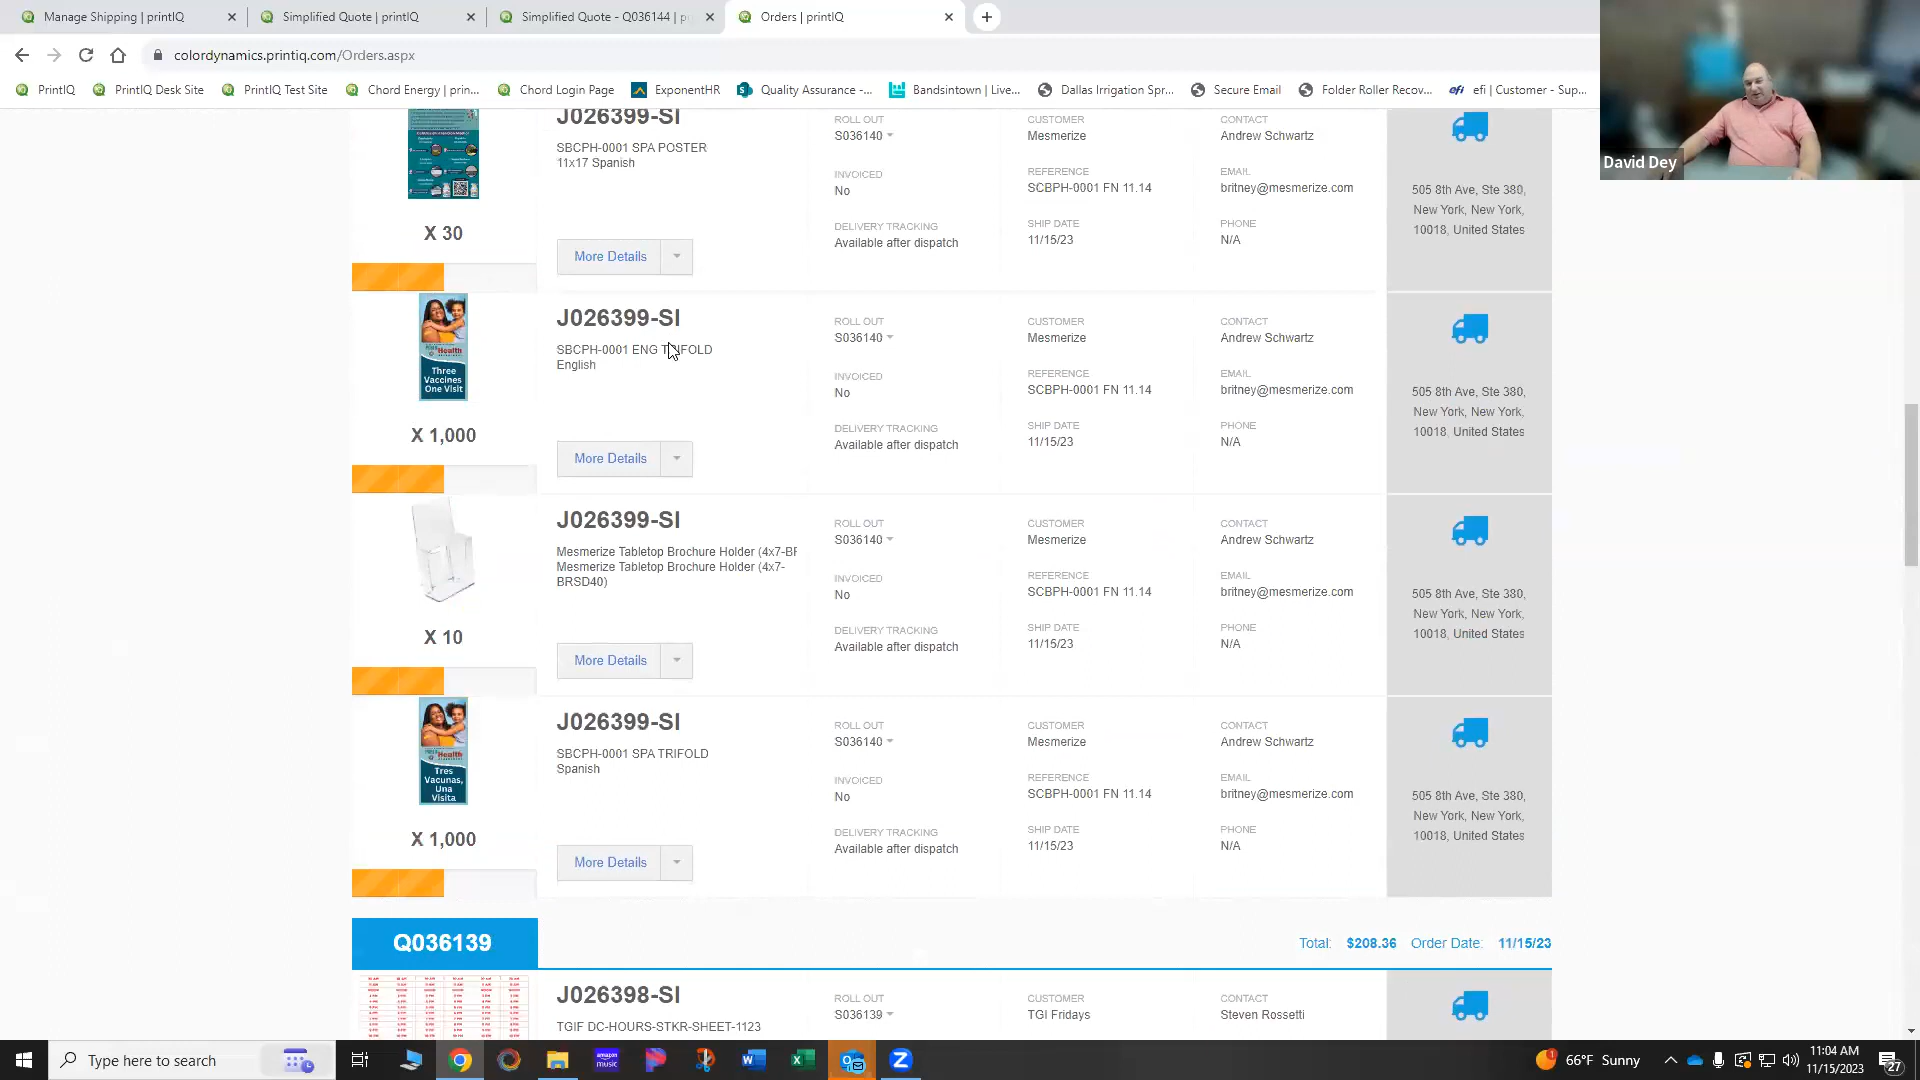 Manage Shipping | printIQ
Simplified Quote | printIQ
Simplified Quote - Q036144 | p
Orders | printIQ
colordynamics.printiq.com/Orders.aspx
PrintIQ
PrintIQ Desk Site
PrintIQ Test Site
Chord Energy | prin...
Chord Login Page
ExponentHR
Quality Assurance -...
Bandsintown | Live...
Dallas Irrigation Spr...
Secure Email
Folder Roller Recov...
efi efi | Customer - Sup...
David Dey
J026399-SI
SBCPH-0001 SPA POSTER
11x17 Spanish
X 30
More Details
ROLL OUT
S036140
INVOICED
No
DELIVERY TRACKING
Available after dispatch
CUSTOMER
Mesmerize
REFERENCE
SCBPH-0001 FN 11.14
SHIP DATE
11/15/23
CONTACT
Andrew Schwartz
EMAIL
britney@mesmerize.com
PHONE
N/A
505 8th Ave, Ste 380,
New York, New York,
10018, United States
Health
Three
Vaccines
One Visit
X 1,000
J026399-SI
SBCPH-0001 ENG TRIFOLD
English
More Details
ROLL OUT
S036140
INVOICED
No
DELIVERY TRACKING
Available after dispatch
CUSTOMER
Mesmerize
REFERENCE
SCBPH-0001 FN 11.14
SHIP DATE
11/15/23
CONTACT
Andrew Schwartz
EMAIL
britney@mesmerize.com
PHONE
N/A
505 8th Ave, Ste 380,
New York, New York,
10018, United States
X 10
J026399-SI
Mesmerize Tabletop Brochure Holder (4x7-BF
Mesmerize Tabletop Brochure Holder (4x7-
BRSD40)
More Details
ROLL OUT
S036140
INVOICED
No
DELIVERY TRACKING
Available after dispatch
CUSTOMER
Mesmerize
REFERENCE
SCBPH-0001 FN 11.14
SHIP DATE
11/15/23
CONTACT
Andrew Schwartz
EMAIL
britney@mesmerize.com
PHONE
N/A
505 8th Ave, Ste 380,
New York, New York,
10018, United States
Health
Tres
Vacunas,
Una
Visita
X 1,000
J026399-SI
SBCPH-0001 SPA TRIFOLD
Spanish
More Details
ROLL OUT
S036140
INVOICED
No
DELIVERY TRACKING
Available after dispatch
CUSTOMER
Mesmerize
REFERENCE
SCBPH-0001 FN 11.14
SHIP DATE
11/15/23
CONTACT
Andrew Schwartz
EMAIL
britney@mesmerize.com
PHONE
N/A
505 8th Ave, Ste 380,
New York, New York,
10018, United States
Q036139
Total: $208.36 Order Date: 11/15/23
J026398-SI
TGIF DC-HOURS-STKR-SHEET-1123
ROLL OUT
S036139
CUSTOMER
TGI Fridays
CONTACT
Steven Rossetti
Type here to search
amazon
music
66°F Sunny
11:04 AM
11/15/2023
27